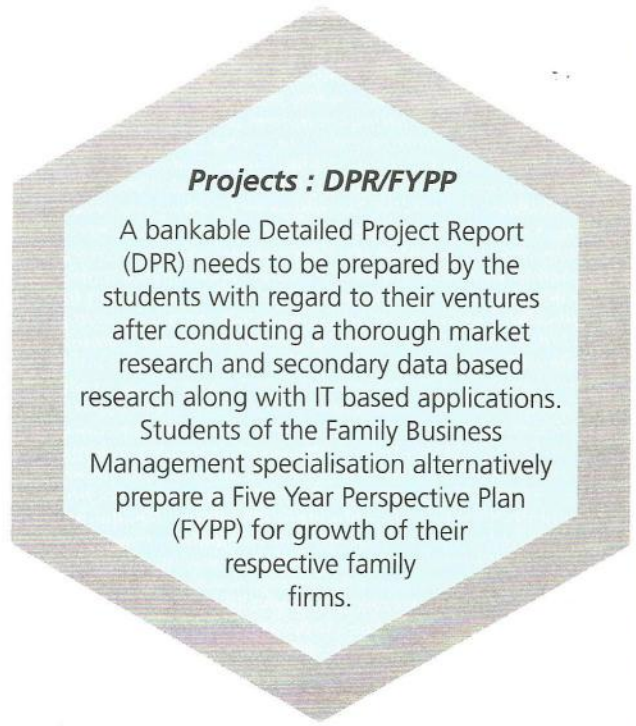 Projects : DPR/FYPP
A bankable Detailed Project Report
(DPR) needs to be prepared by the
students with regard to their ventures
after conducting a thorough market
research and secondary data based
research along with IT based applications.
Students of the Family Business
Management specialisation alternatively
prepare a Five Year Perspective Plan
(FYPP) for growth of their
respective family
firms.